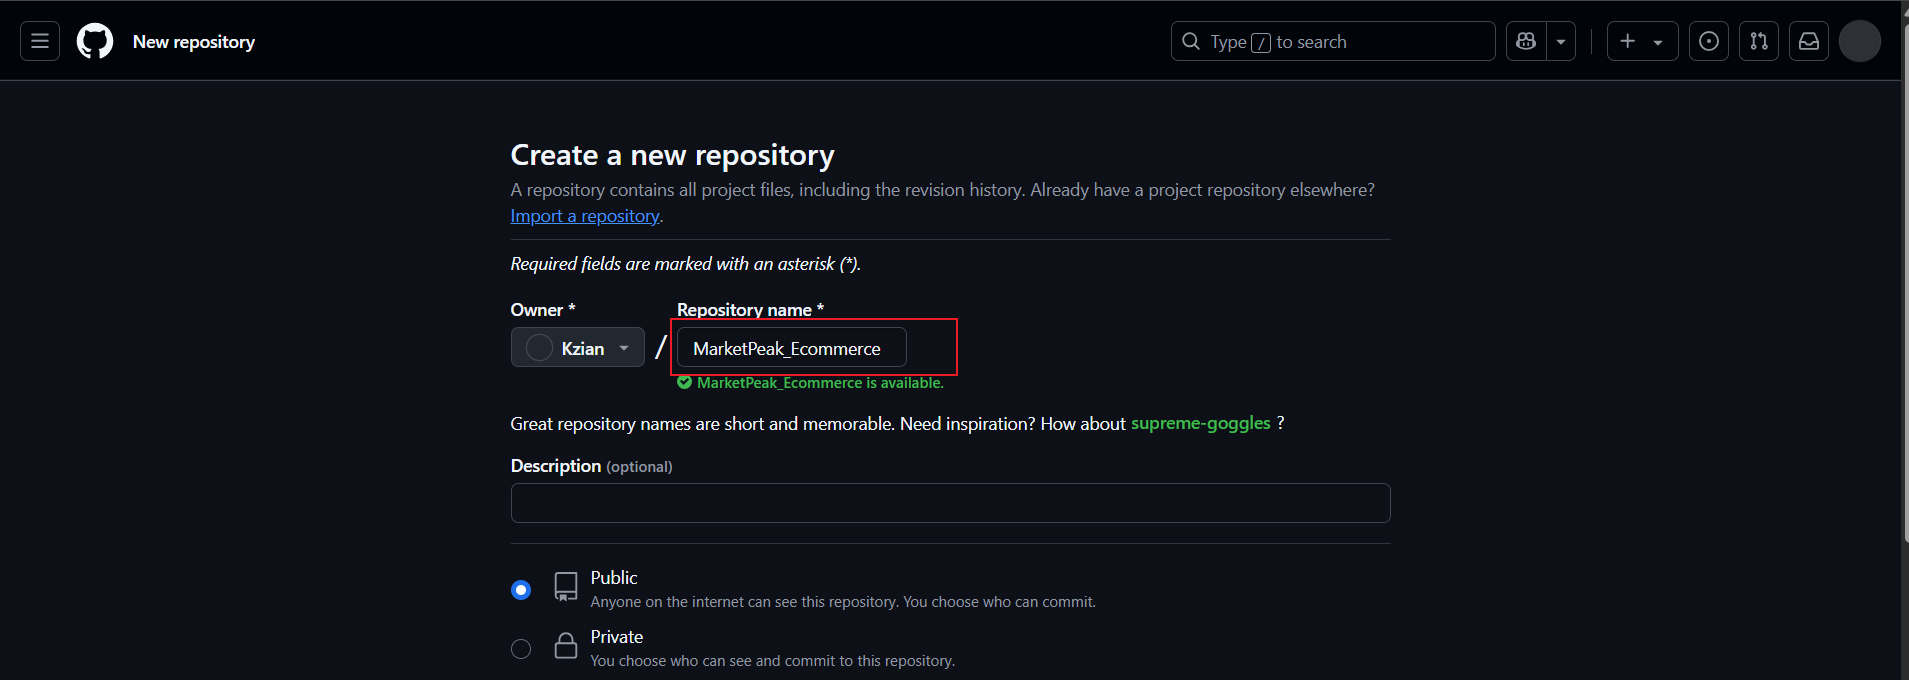 New repository
Type / to search
Create a new repository
A repository contains all project files, including the revision history. Already have a project repository elsewhere?
Import a repository.
Required fields are marked with an asterisk (*).
Owner *
Repository name *
Kzian
/
MarketPeak_Ecommerce
MarketPeak_Ecommerce is available.
Great repository names are short and memorable. Need inspiration? How about supreme-goggles ?
Description (optional)
Public
Anyone on the internet can see this repository. You choose who can commit.
Private
You choose who can see and commit to this repository.